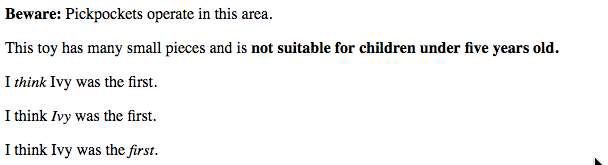 Beware: Pickpockets operate in this area.
This toy has many small pieces and is not suitable for children under five years old.
I think Ivy was the first.
I think Ivy was the first.
I think Ivy was the first.